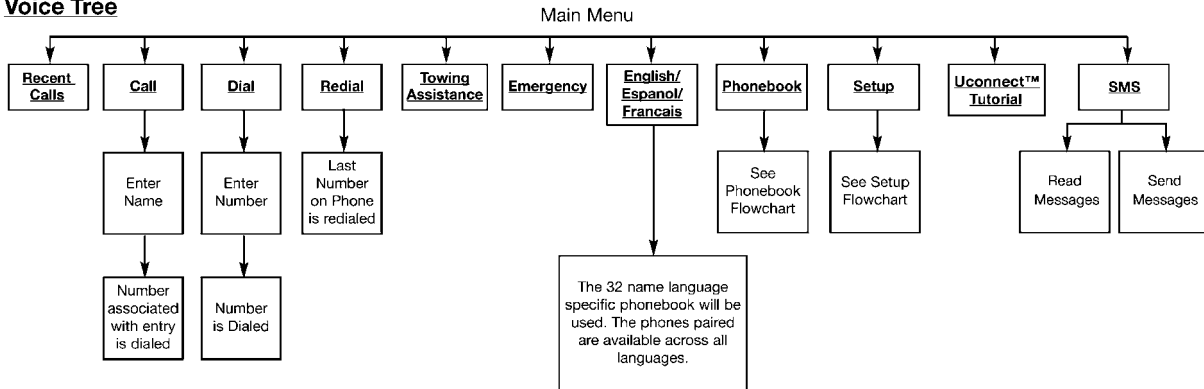 Voice Tree
Main Menu
Recent
Calls
Call
Dial
Redial
Towing
Assistance
Emergency
English/
Espanol/
Francais
Phonebook
Setup
Uconnect™
Tutorial
SMS
Enter
Name
Enter
Number
Last
Number
on Phone
is redialed
See
Phonebook
Flowchart
See Setup
Flowchart
Read
Messages
Send
Messages
Number
associated
with entry
is dialed
Number
is Dialed
The 32 name language
specific phonebook will be
used. The phones paired
are available across all
languages.